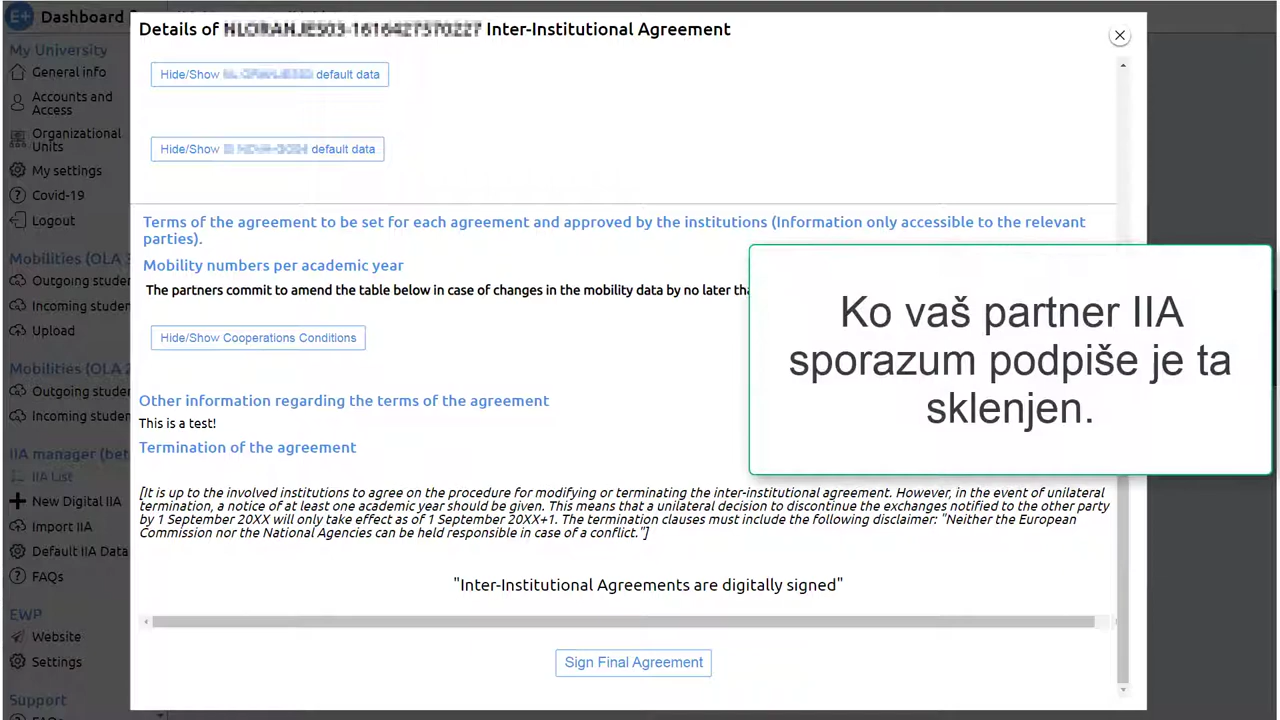 E+ Dashboard
My University
General info
Accounts and
Access
Organizational
Units
My settings
Covid-19
Logout
Mobilities (OLA 3
Outgoing studen
Incoming studen
Upload
Mobilities (OLA 2
Outgoing studen
Incoming studen
IIA manager (bet
IIA List
New Digital IIA
Import IIA
Default IIA Data
FAQs
EWP
Website
Settings
Support
FAQs
Details of Inter-Institutional Agreement
Hide/Show default data
Hide/Show default data
Terms of the agreement to be set for each agreement and approved by the institutions (Information only accessible to the relevant
parties).
Mobility numbers per academic year
The partners commit to amend the table below in case of changes in the mobility data by no later tha
Hide/Show Cooperations Conditions
Other information regarding the terms of the agreement
This is a test!
Termination of the agreement
[It is up to the involved institutions to agree on the procedure for modifying or terminating the inter-institutional agreement. However, in the event of unilateral
termination, a notice of at least one academic year should be given. This means that a unilateral decision to discontinue the exchanges notified to the other party
by 1 September 20XX will only take effect as of 1 September 20XX+1. The termination clauses must include the following disclaimer: "Neither the European
Commission nor the National Agencies can be held responsible in case of a conflict."]
"Inter-Institutional Agreements are digitally signed"
Sign Final Agreement
Ko vaš partner IIA
sporazum podpiše je ta
sklenjen.